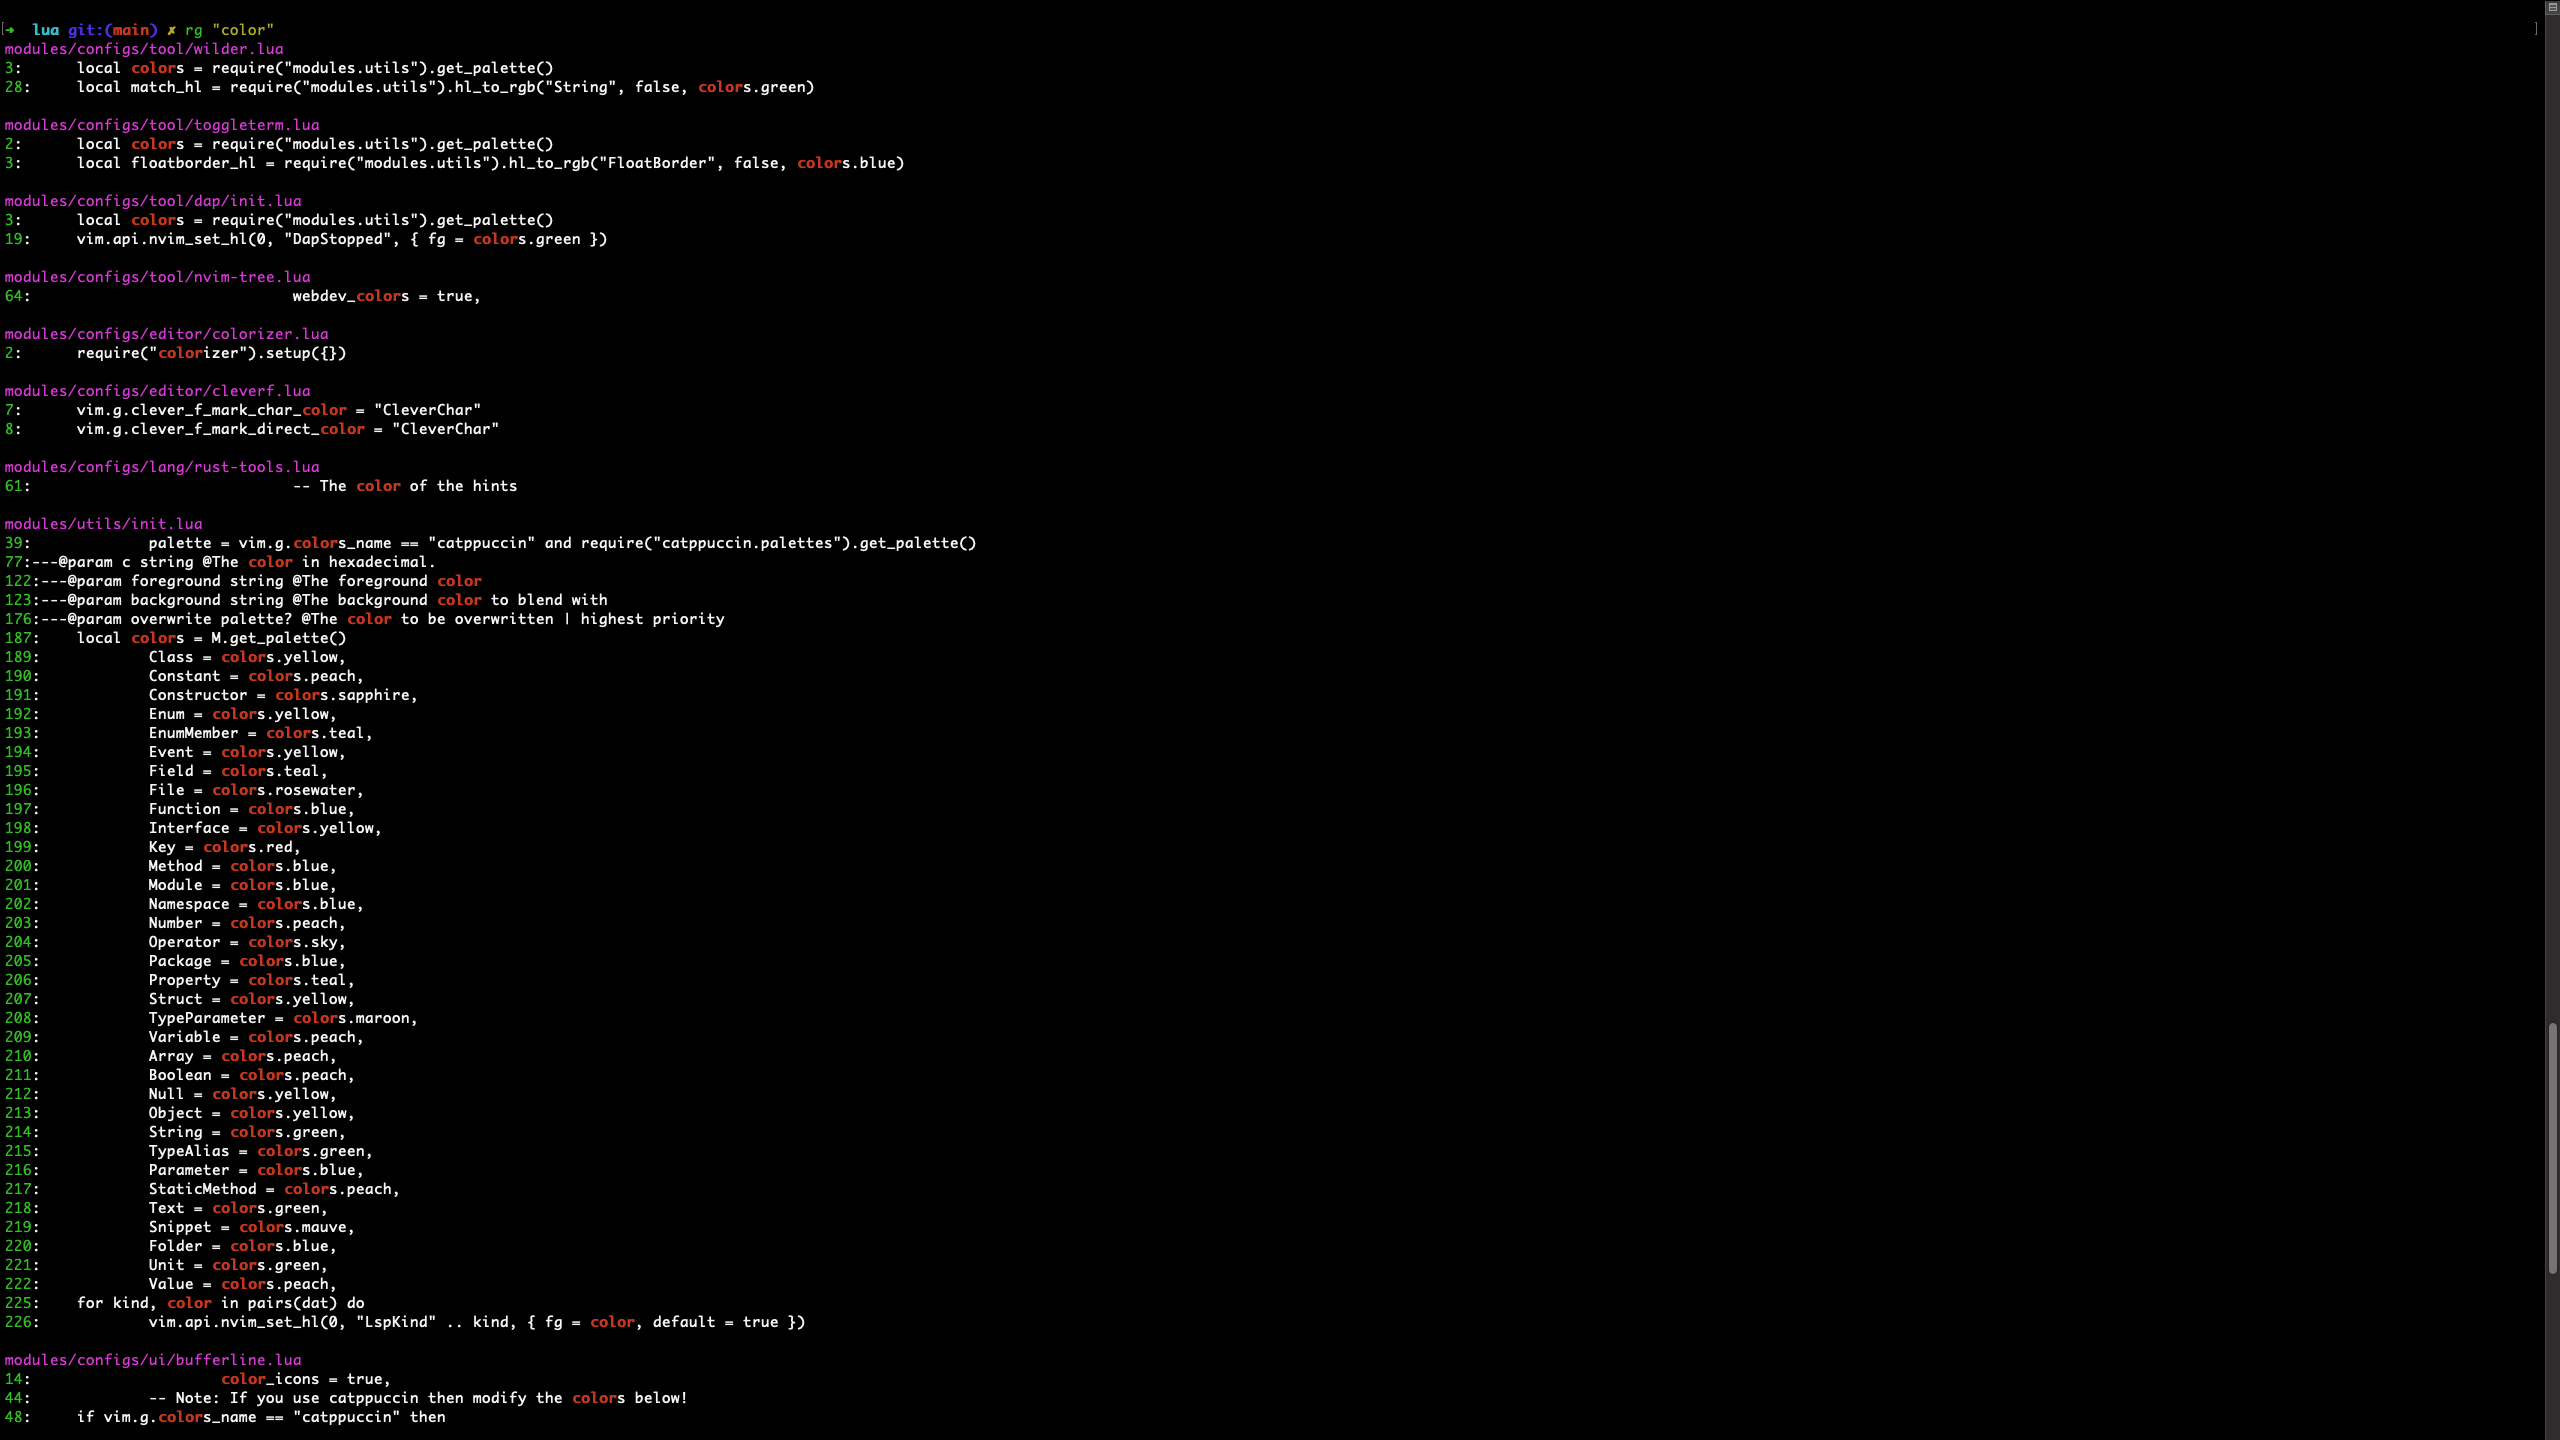 [➜  lua git:(main) ✗ rg "color" ]
modules/configs/tool/wilder.lua
3:      local colors = require("modules.utils").get_palette()
28:     local match_hl = require("modules.utils").hl_to_rgb("String", false, colors.green)

modules/configs/tool/toggleterm.lua
2:      local colors = require("modules.utils").get_palette()
3:      local floatborder_hl = require("modules.utils").hl_to_rgb("FloatBorder", false, colors.blue)

modules/configs/tool/dap/init.lua
3:      local colors = require("modules.utils").get_palette()
19:     vim.api.nvim_set_hl(0, "DapStopped", { fg = colors.green })

modules/configs/tool/nvim-tree.lua
64:                             webdev_colors = true,

modules/configs/editor/colorizer.lua
2:      require("colorizer").setup({})

modules/configs/editor/cleverf.lua
7:      vim.g.clever_f_mark_char_color = "CleverChar"
8:      vim.g.clever_f_mark_direct_color = "CleverChar"

modules/configs/lang/rust-tools.lua
61:                             -- The color of the hints

modules/utils/init.lua
39:             palette = vim.g.colors_name == "catppuccin" and require("catppuccin.palettes").get_palette()
77:---@param c string @The color in hexadecimal.
122:---@param foreground string @The foreground color
123:---@param background string @The background color to blend with
176:---@param overwrite palette? @The color to be overwritten | highest priority
187:    local colors = M.get_palette()
189:            Class = colors.yellow,
190:            Constant = colors.peach,
191:            Constructor = colors.sapphire,
192:            Enum = colors.yellow,
193:            EnumMember = colors.teal,
194:            Event = colors.yellow,
195:            Field = colors.teal,
196:            File = colors.rosewater,
197:            Function = colors.blue,
198:            Interface = colors.yellow,
199:            Key = colors.red,
200:            Method = colors.blue,
201:            Module = colors.blue,
202:            Namespace = colors.blue,
203:            Number = colors.peach,
204:            Operator = colors.sky,
205:            Package = colors.blue,
206:            Property = colors.teal,
207:            Struct = colors.yellow,
208:            TypeParameter = colors.maroon,
209:            Variable = colors.peach,
210:            Array = colors.peach,
211:            Boolean = colors.peach,
212:            Null = colors.yellow,
213:            Object = colors.yellow,
214:            String = colors.green,
215:            TypeAlias = colors.green,
216:            Parameter = colors.blue,
217:            StaticMethod = colors.peach,
218:            Text = colors.green,
219:            Snippet = colors.mauve,
220:            Folder = colors.blue,
221:            Unit = colors.green,
222:            Value = colors.peach,
225:    for kind, color in pairs(dat) do
226:            vim.api.nvim_set_hl(0, "LspKind" .. kind, { fg = color, default = true })

modules/configs/ui/bufferline.lua
14:                     color_icons = true,
44:             -- Note: If you use catppuccin then modify the colors below!
48:     if vim.g.colors_name == "catppuccin" then